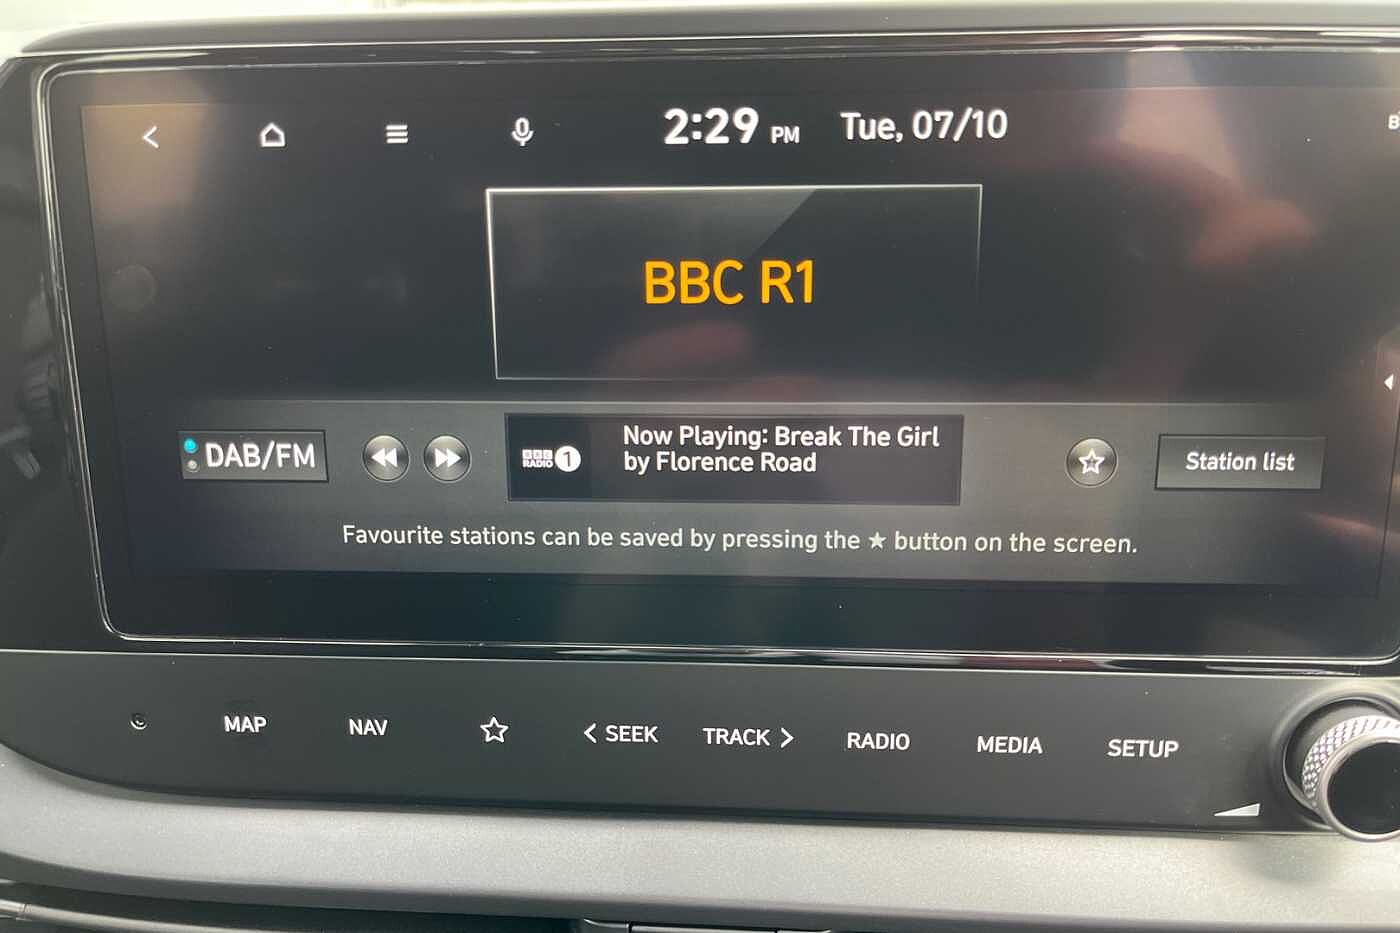 2:29 PM Tue, 07/10
BBC R1
DAB/FM
BBC RADIO 1
Now Playing: Break The Girl
by Florence Road
Station list
Favourite stations can be saved by pressing the ★ button on the screen.
MAP NAV ☆ < SEEK TRACK > RADIO MEDIA SETUP